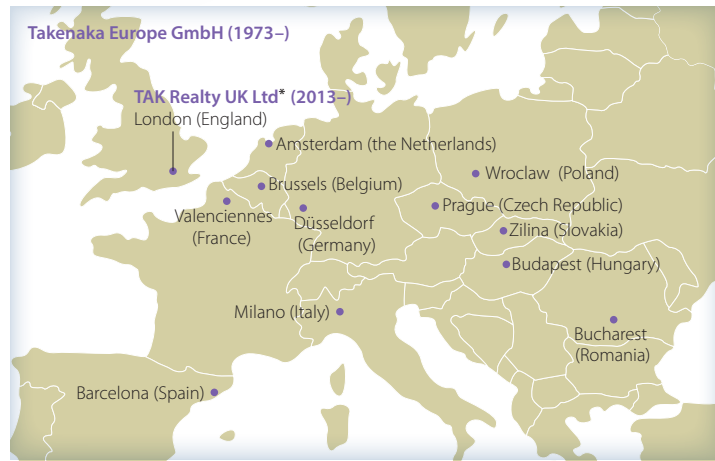 Takenaka Europe GmbH (1973–)
TAK Realty UK Ltd* (2013–)
London (England)
Amsterdam (the Netherlands)
Wroclaw (Poland)
Brussels (Belgium)
Prague (Czech Republic)
Valenciennes
(France)
Düsseldorf
(Germany)
Zilina (Slovakia)
Budapest (Hungary)
Milano (Italy)
Bucharest
(Romania)
Barcelona (Spain)